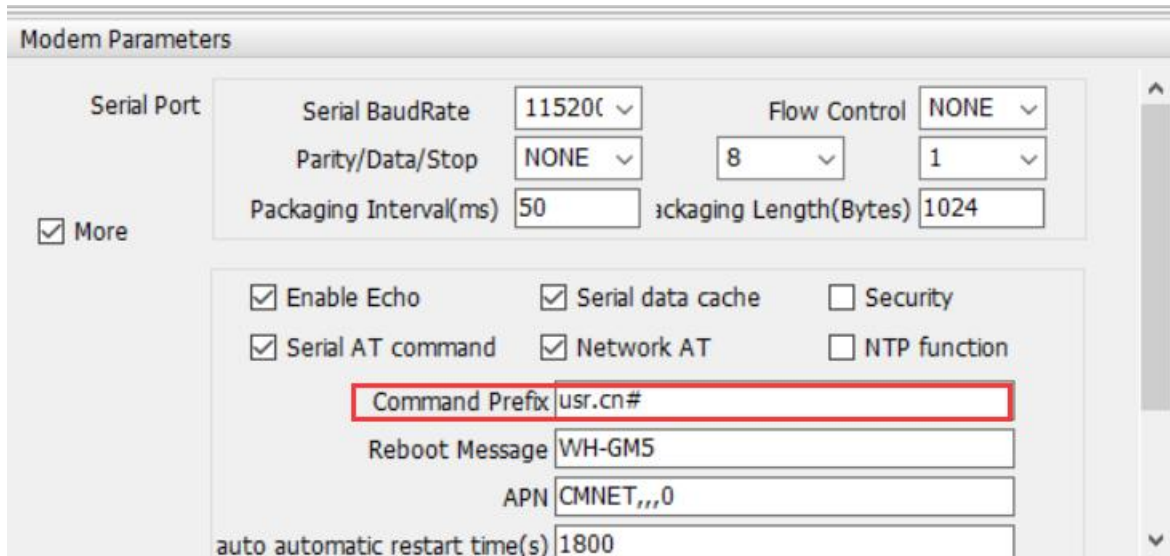 Modem Parameters
Serial Port
Serial BaudRate 115200 Flow Control NONE
Parity/Data/Stop NONE 8 1
Packaging Interval(ms) 50 ackaging Length(Bytes) 1024
More
Enable Echo Serial data cache Security
Serial AT command Network AT NTP function
Command Prefix usr.cn#
Reboot Message WH-GM5
APN CMNET,,,0
auto automatic restart time(s) 1800